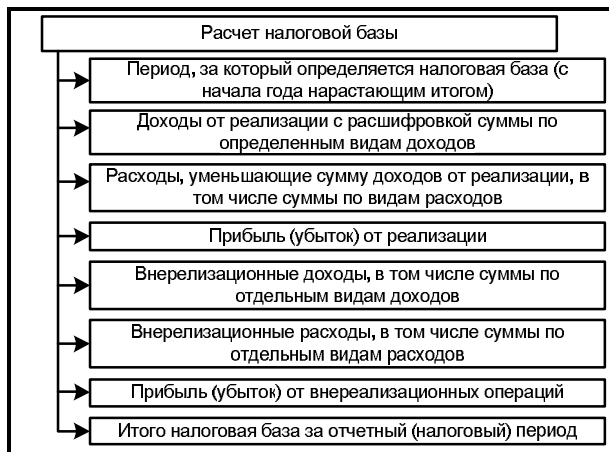 Расчет налоговой базы
Период, за который определяется налоговая база (с
начала года нарастающим итогом)
Доходы от реализации с расшифровкой суммы по
определенным видам доходов
Расходы, уменьшающие сумму доходов от реализации, в
том числе суммы по видам расходов
Прибыль (убыток) от реализации
Внерелизационные доходы, в том числе суммы по
отдельным видам доходов
Внерелизационные расходы, в том числе суммы по
отдельным видам расходов
Прибыль (убыток) от внереализационных операций
Итого налоговая база за отчетный (налоговый) период